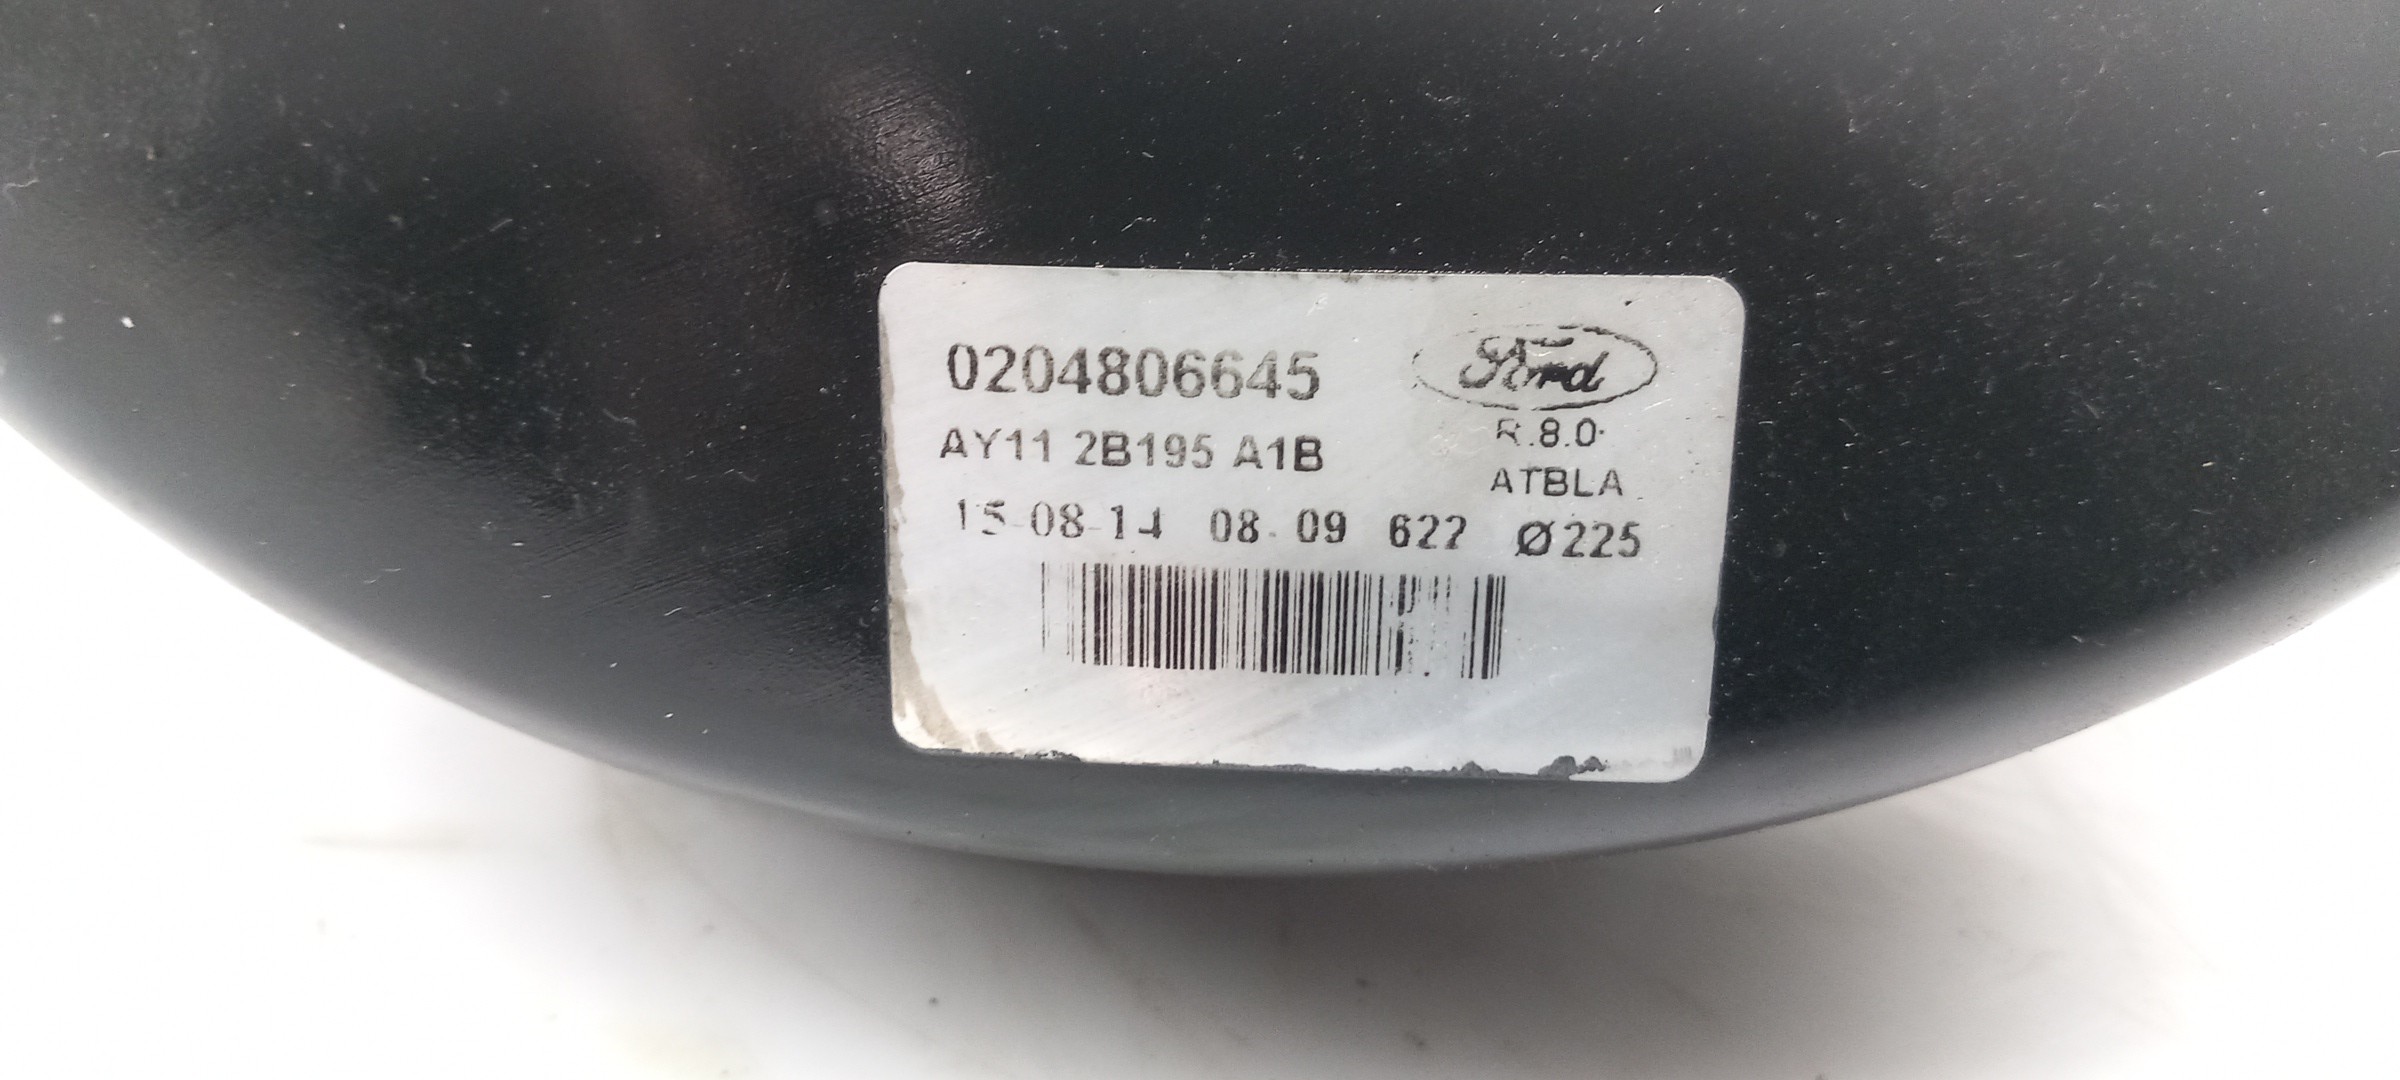 0204806645
Ford
AY11 2B195 A1B
R.8.0
ATBLA
15-08-14 08-09 622 Ø225